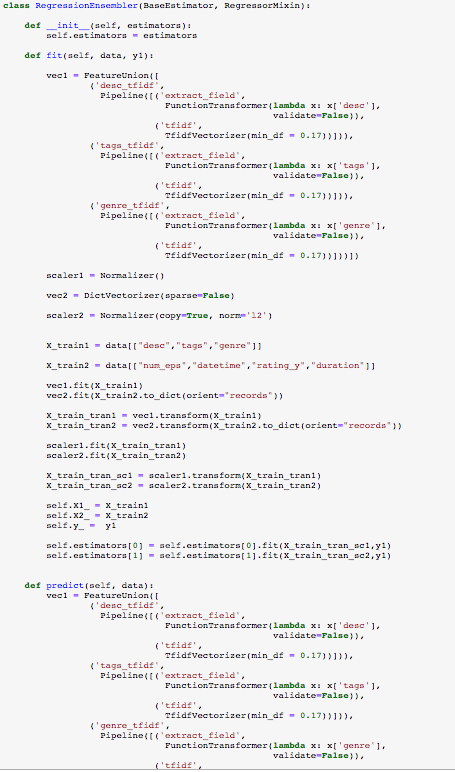 class RegressionEnsembler(BaseEstimator, RegressorMixin):
    def __init__(self, estimators):
        self.estimators = estimators
    def fit(self, data, y1):
        vec1 = FeatureUnion([
                ('desc_tfidf',
                  Pipeline([('extract_field',
                              FunctionTransformer(lambda x: x['desc'],
                                                  validate=False)),
                            ('tfidf',
                              TfidfVectorizer(min_df = 0.17))])),
                ('tags_tfidf',
                  Pipeline([('extract_field',
                              FunctionTransformer(lambda x: x['tags'],
                                                  validate=False)),
                            ('tfidf',
                              TfidfVectorizer(min_df = 0.17))])),
                ('genre_tfidf',
                  Pipeline([('extract_field',
                              FunctionTransformer(lambda x: x['genre'],
                                                  validate=False)),
                            ('tfidf',
                              TfidfVectorizer(min_df = 0.17))]))])
        scaler1 = Normalizer()
        vec2 = DictVectorizer(sparse=False)
        scaler2 = Normalizer(copy=True, norm='l2')
        X_train1 = data[["desc","tags","genre"]]
        X_train2 = data[["num_eps","datetime","rating_y","duration"]]
        vec1.fit(X_train1)
        vec2.fit(X_train2.to_dict(orient="records"))
        X_train_tran1 = vec1.transform(X_train1)
        X_train_tran2 = vec2.transform(X_train2.to_dict(orient="records"))
        scaler1.fit(X_train_tran1)
        scaler2.fit(X_train_tran2)
        X_train_tran_sc1 = scaler1.transform(X_train_tran1)
        X_train_tran_sc2 = scaler2.transform(X_train_tran2)
        self.X1_ = X_train1
        self.X2_ = X_train2
        self.y_ =  y1
        self.estimators[0] = self.estimators[0].fit(X_train_tran_sc1,y1)
        self.estimators[1] = self.estimators[1].fit(X_train_tran_sc2,y1)
    def predict(self, data):
        vec1 = FeatureUnion([
                ('desc_tfidf',
                  Pipeline([('extract_field',
                              FunctionTransformer(lambda x: x['desc'],
                                                  validate=False)),
                            ('tfidf',
                              TfidfVectorizer(min_df = 0.17))])),
                ('tags_tfidf',
                  Pipeline([('extract_field',
                              FunctionTransformer(lambda x: x['tags'],
                                                  validate=False)),
                            ('tfidf',
                              TfidfVectorizer(min_df = 0.17))])),
                ('genre_tfidf',
                  Pipeline([('extract_field',
                              FunctionTransformer(lambda x: x['genre'],
                                                  validate=False)),
                            ('tfidf',